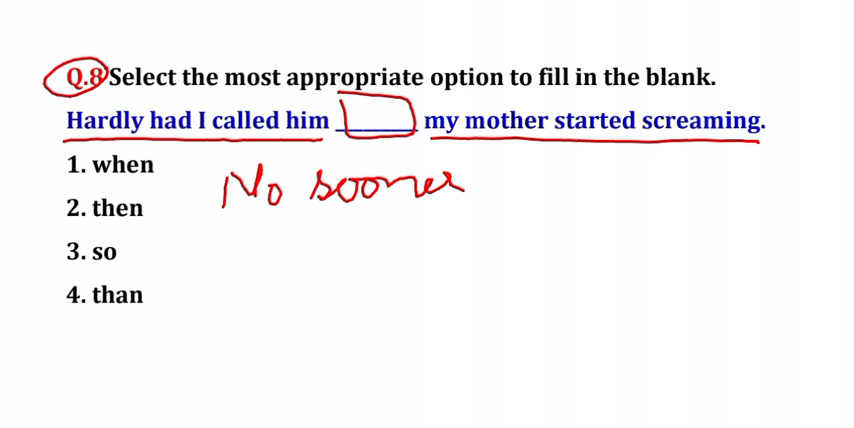 Q.8 Select the most appropriate option to fill in the blank.
Hardly had I called him ________ my mother started screaming.
1. when
No sooner
2. then
3. so
4. than